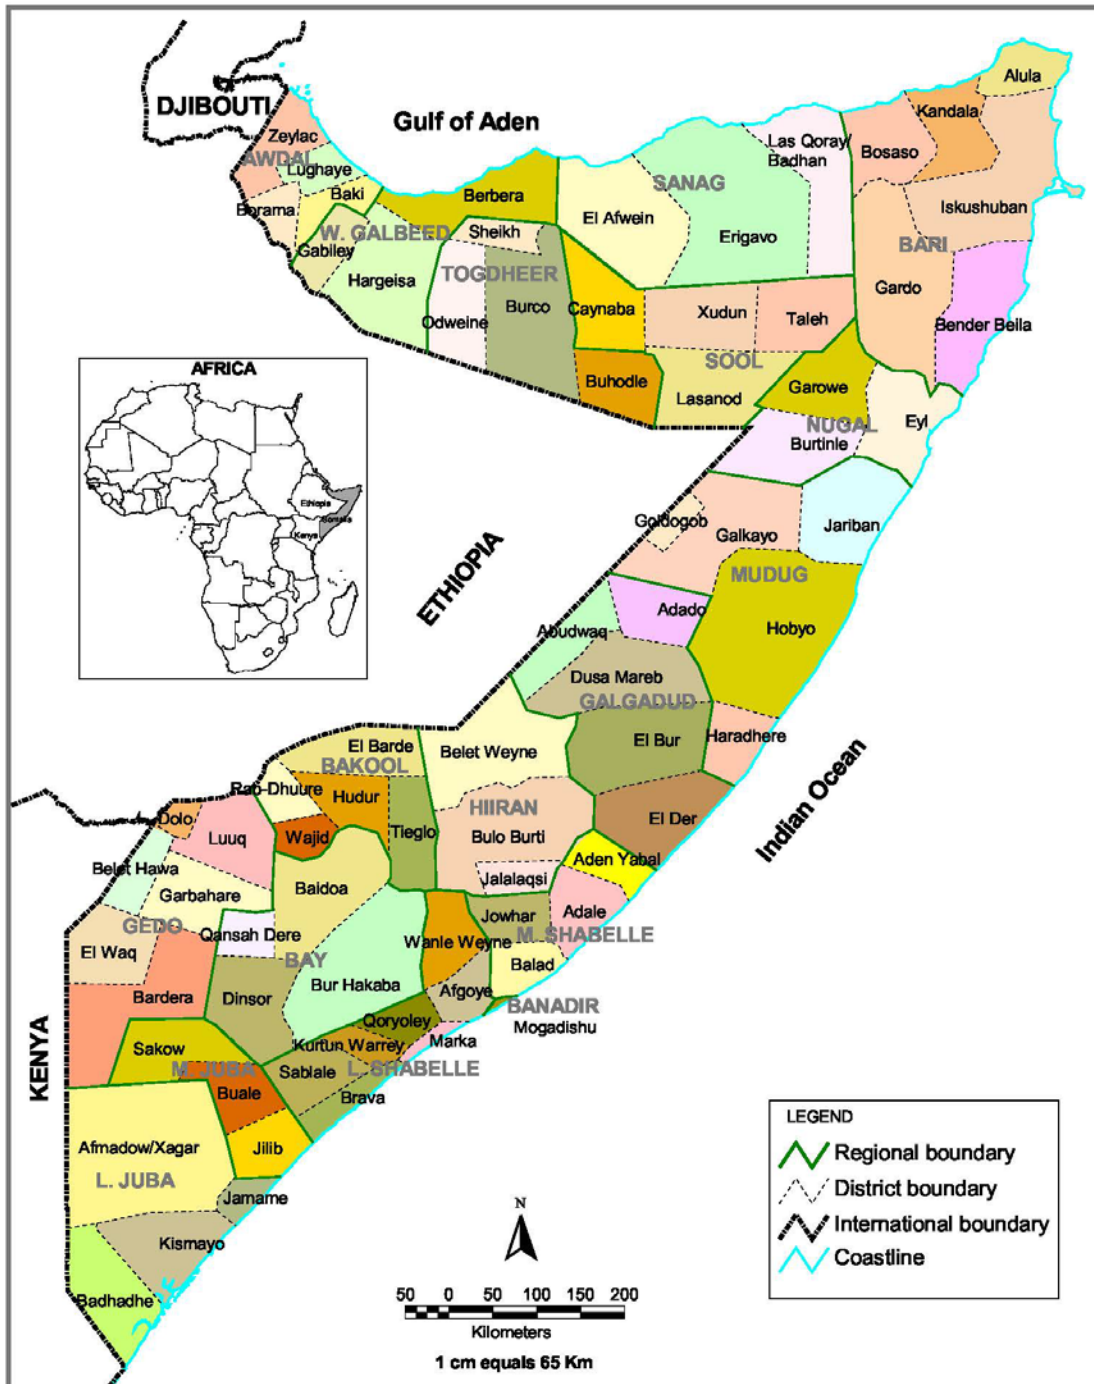 DJIBOUTI
Gulf of Aden
Alula
Kandala
Zeylac
AWDAL
Lughaye
Las Qoray/
Badhan
Bosaso
Baki
Berbera
SANAG
Iskushuban
Borama
El Afwein
W. GALBEED
Sheikh
Erigavo
BARI
Gabiley
TOGDHEER
Hargeisa
Gardo
Burco
Caynaba
Xudun
Taleh
Odweine
Bender Beila
SOOL
AFRICA
Buhodle
Lasanod
Garowe
NUGAL
Eyl
Burtinle
Ethiopia
Somalia
Kenya
Goldogob
Galkayo
Jariban
ETHIOPIA
MUDUG
Adado
Abudwaq
Hobyo
Dusa Mareb
GALGADUD
El Bur
Haradhere
El Barde
Belet Weyne
BAKOOL
Rab-Dhuure
Hudur
HIIRAN
Indian Ocean
Dolo
Luuq
Wajid
Tieglo
Bulo Burti
El Der
Belet Hawa
Aden Yabal
Jalalaqsi
Garbahare
Baidoa
GEDO
Jowhar
Adale
Qansah Dere
Wanle Weyne
M. SHABELLE
El Waq
BAY
Balad
Bur Hakaba
Bardera
Dinsor
Afgoye
BANADIR
Mogadishu
Qoryoley
KENYA
Sakow
Kurtun Warrey
Marka
M. JUBA
Sablale
L. SHABELLE
Buale
Brava
Afmadow/Xagar
Jilib
L. JUBA
Jamame
Kismayo
Badhadhe
LEGEND
Regional boundary
District boundary
International boundary
Coastline
N
50 0 50 100 150 200
Kilometers
1 cm equals 65 Km